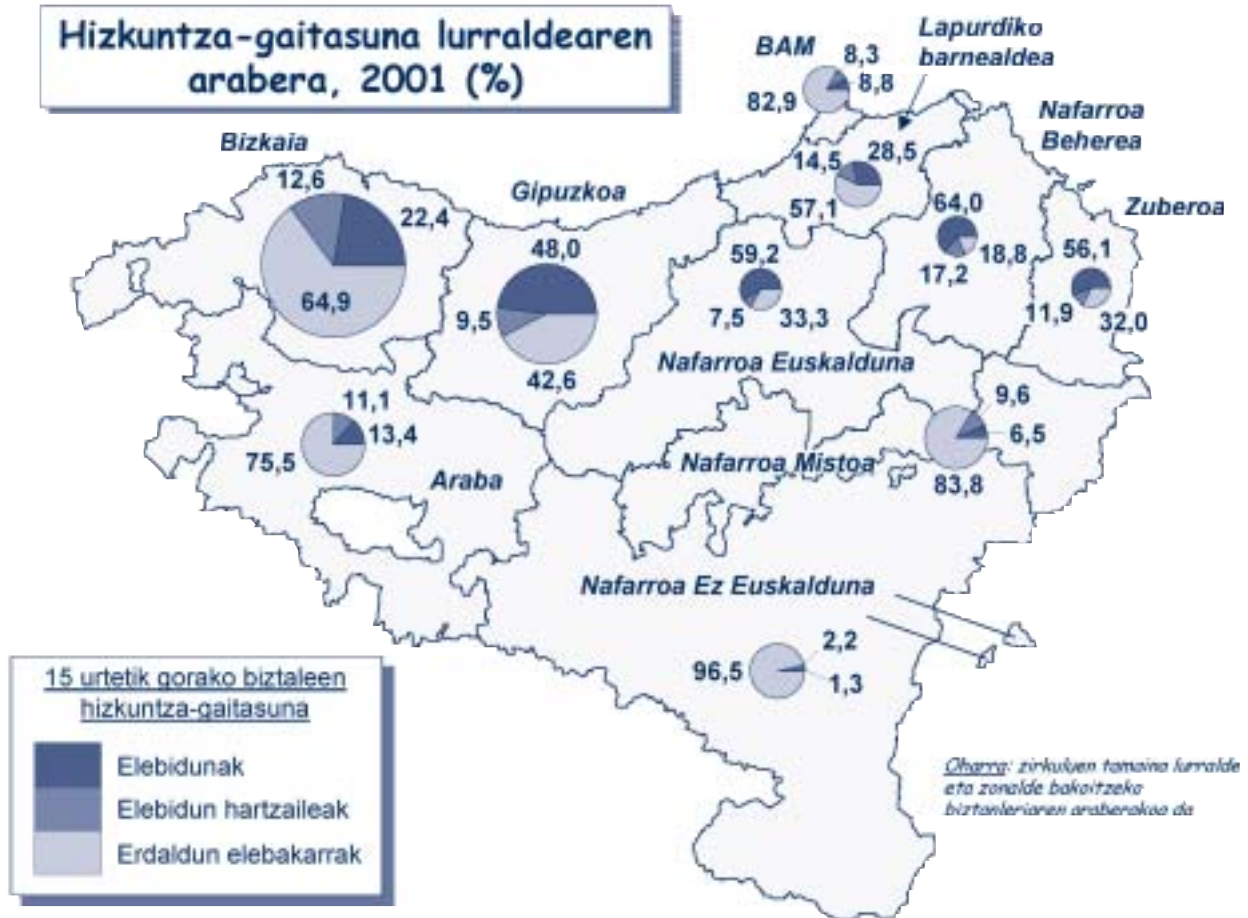 Hizkuntza-gaitasuna lurraldearen
arabera, 2001 (%)
BAM
8,3
8,8
82,9
Lapurdiko
barnealdea
14,5
28,5
57,1
Nafarroa
Beherea
64,0
18,8
17,2
Zuberoa
56,1
11,9
32,0
Bizkaia
12,6
22,4
64,9
Gipuzkoa
48,0
9,5
42,6
59,2
7,5
33,3
Nafarroa Euskalduna
11,1
13,4
75,5
Araba
9,6
6,5
83,8
Nafarroa Mistoa
Nafarroa Ez Euskalduna
2,2
96,5
1,3
15 urtetik gorako biztaleen
hizkuntza-gaitasuna
Elebidunak
Elebidun hartzaileak
Erdaldun elebakarrak
Oharra: zirkuluen tamaina lurralde
eta zonalde bakoitzeko
biztanleriaren araberakoa da